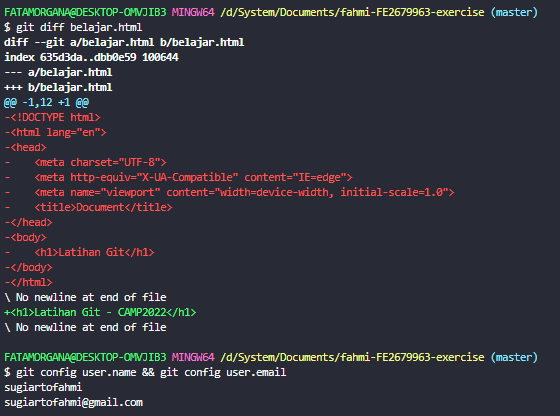 FATAMORGANA@DESKTOP-OMVJIB3 MINGW64 /d/System/Documents/fahmi-FE2679963-exercise (master)
$ git diff belajar.html
diff --git a/belajar.html b/belajar.html
index 635d3da..dbb0e59 100644
--- a/belajar.html
+++ b/belajar.html
@@ -1,12 +1 @@
-<!DOCTYPE html>
-<html lang="en">
-<head>
-    <meta charset="UTF-8">
-    <meta http-equiv="X-UA-Compatible" content="IE=edge">
-    <meta name="viewport" content="width=device-width, initial-scale=1.0">
-    <title>Document</title>
-</head>
-<body>
-    <h1>Latihan Git</h1>
-</body>
-</html>
\ No newline at end of file
+<h1>Latihan Git - CAMP2022</h1>
\ No newline at end of file
FATAMORGANA@DESKTOP-OMVJIB3 MINGW64 /d/System/Documents/fahmi-FE2679963-exercise (master)
$ git config user.name && git config user.email
sugiartofahmi
sugiartofahmi@gmail.com